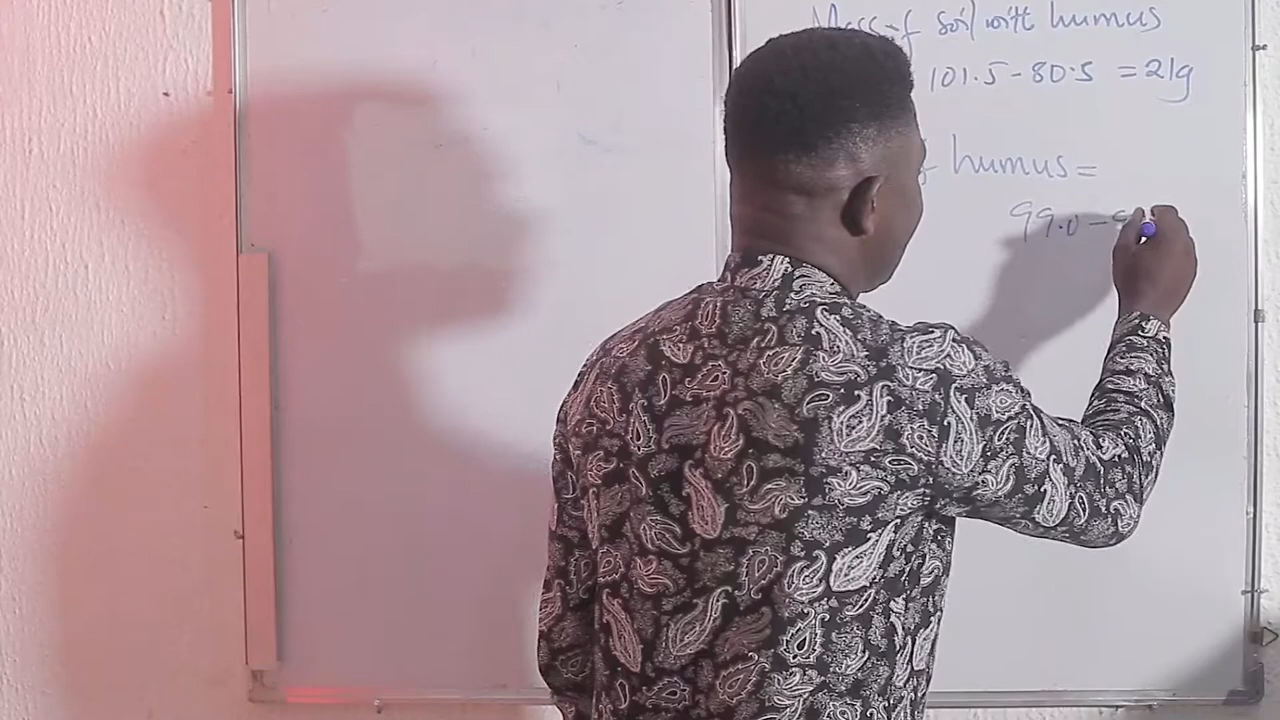 Mass of soil with humus
101.5 - 80.5 = 21g
humus =
99.0 -